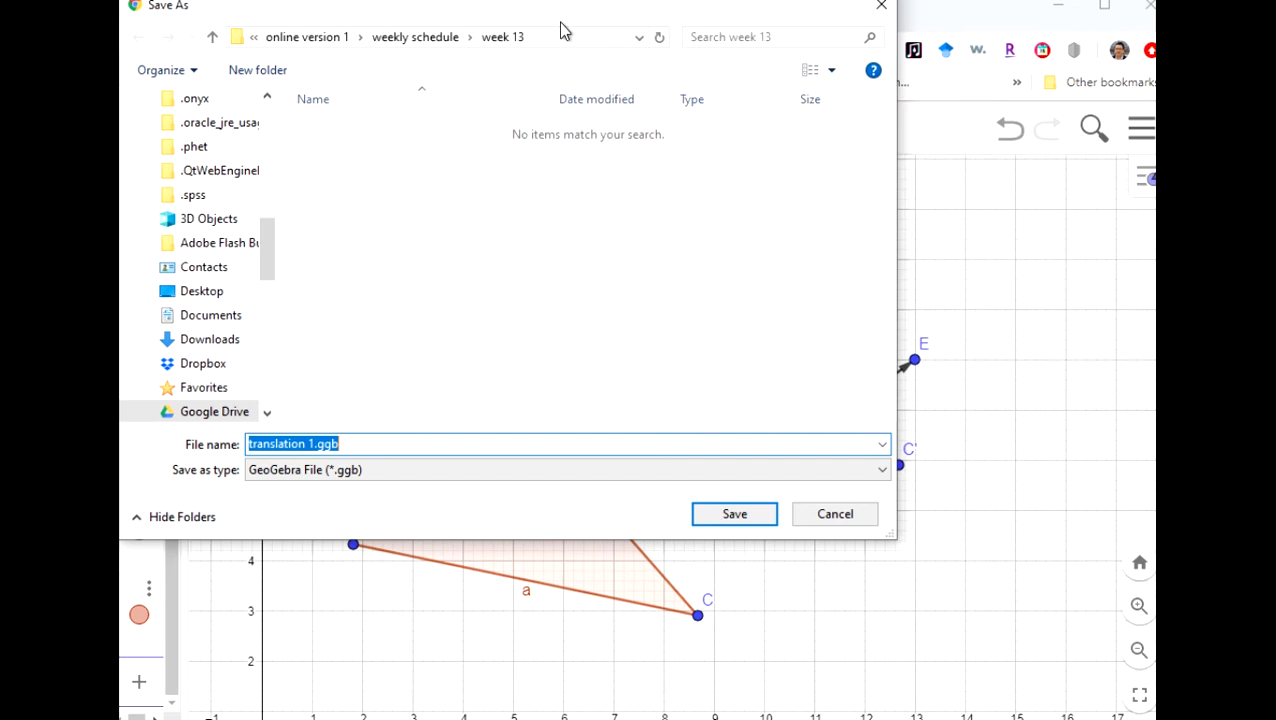 Save As
« online version 1 › weekly schedule › week 13
Search week 13
Organize
New folder
?
Name
Date modified
Type
Size
No items match your search.
.onyx
.oracle_jre_usag
.phet
.QtWebEngineI
.spss
3D Objects
Adobe Flash Bu
Contacts
Desktop
Documents
Downloads
Dropbox
Favorites
Google Drive
File name: translation 1.ggb
Save as type: GeoGebra File (*.ggb)
Hide Folders
Save
Cancel
w.
R
»
Other bookmarks
E
C'
4
a
C
3
2
−1
1
2
4
5
6
7
8
9
10
11
12
13
14
15
16
17